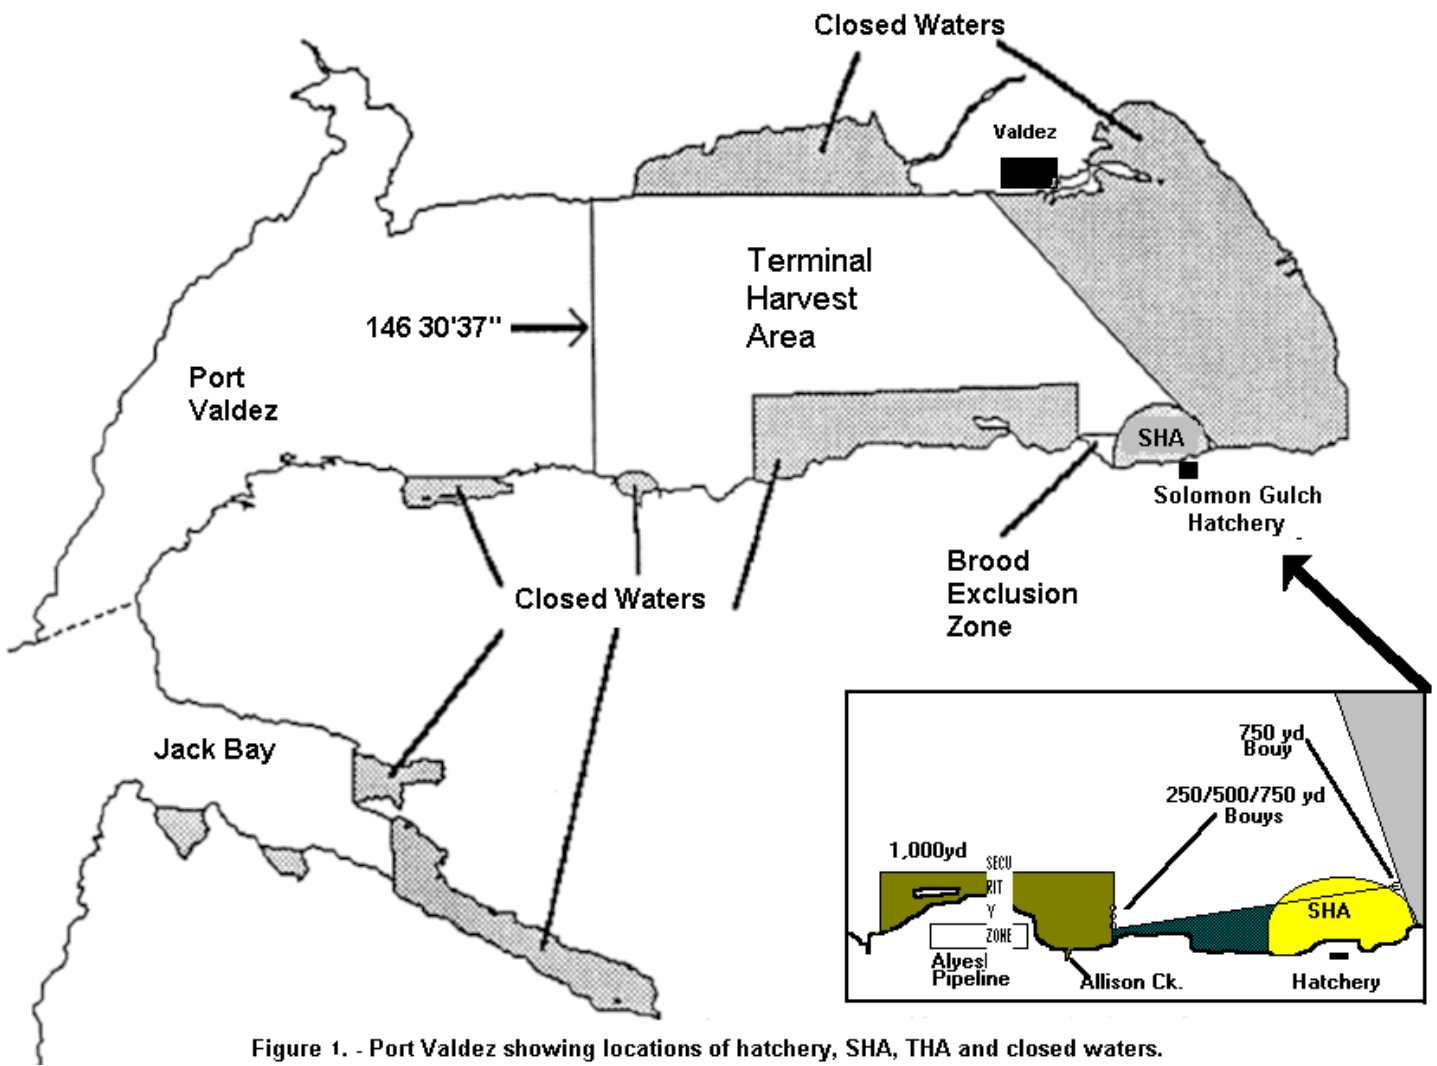 Closed Waters
Valdez
Terminal
Harvest
Area
146 30'37"
Port
Valdez
SHA
Solomon Gulch
Hatchery
Brood
Exclusion
Zone
Closed Waters
Jack Bay
750 yd
Bouy
250/500/750 yd
Bouys
1,000yd
SECU
RIT
Y
ZONE
SHA
Alyes
Pipeline
Allison Ck.
Hatchery
Figure 1. - Port Valdez showing locations of hatchery, SHA, THA and closed waters.